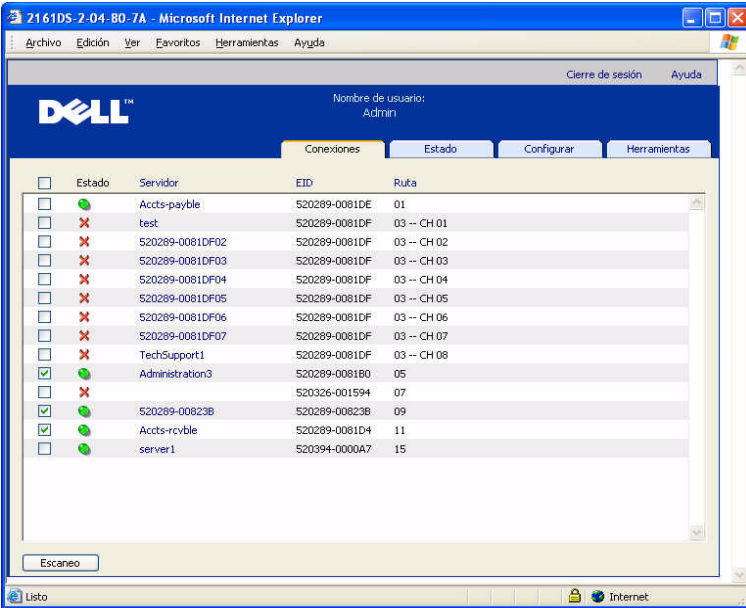 2161DS-2-04-80-7A - Microsoft Internet Explorer
Archivo Edición Ver Favoritos Herramientas Ayuda
Cierre de sesión Ayuda
DELL™
Nombre de usuario:
Admin
Conexiones Estado Configurar Herramientas
Estado Servidor EID Ruta
Accts-payble 520289-0081DE 01
test 520289-0081DF 03 -- CH 01
520289-0081DF02 520289-0081DF 03 -- CH 02
520289-0081DF03 520289-0081DF 03 -- CH 03
520289-0081DF04 520289-0081DF 03 -- CH 04
520289-0081DF05 520289-0081DF 03 -- CH 05
520289-0081DF06 520289-0081DF 03 -- CH 06
520289-0081DF07 520289-0081DF 03 -- CH 07
TechSupport1 520289-0081DF 03 -- CH 08
Administration3 520289-0081B0 05
520326-001594 07
520289-00823B 520289-00823B 09
Accts-rcvble 520289-0081D4 11
server1 520394-0000A7 15
Escaneo
Listo Internet